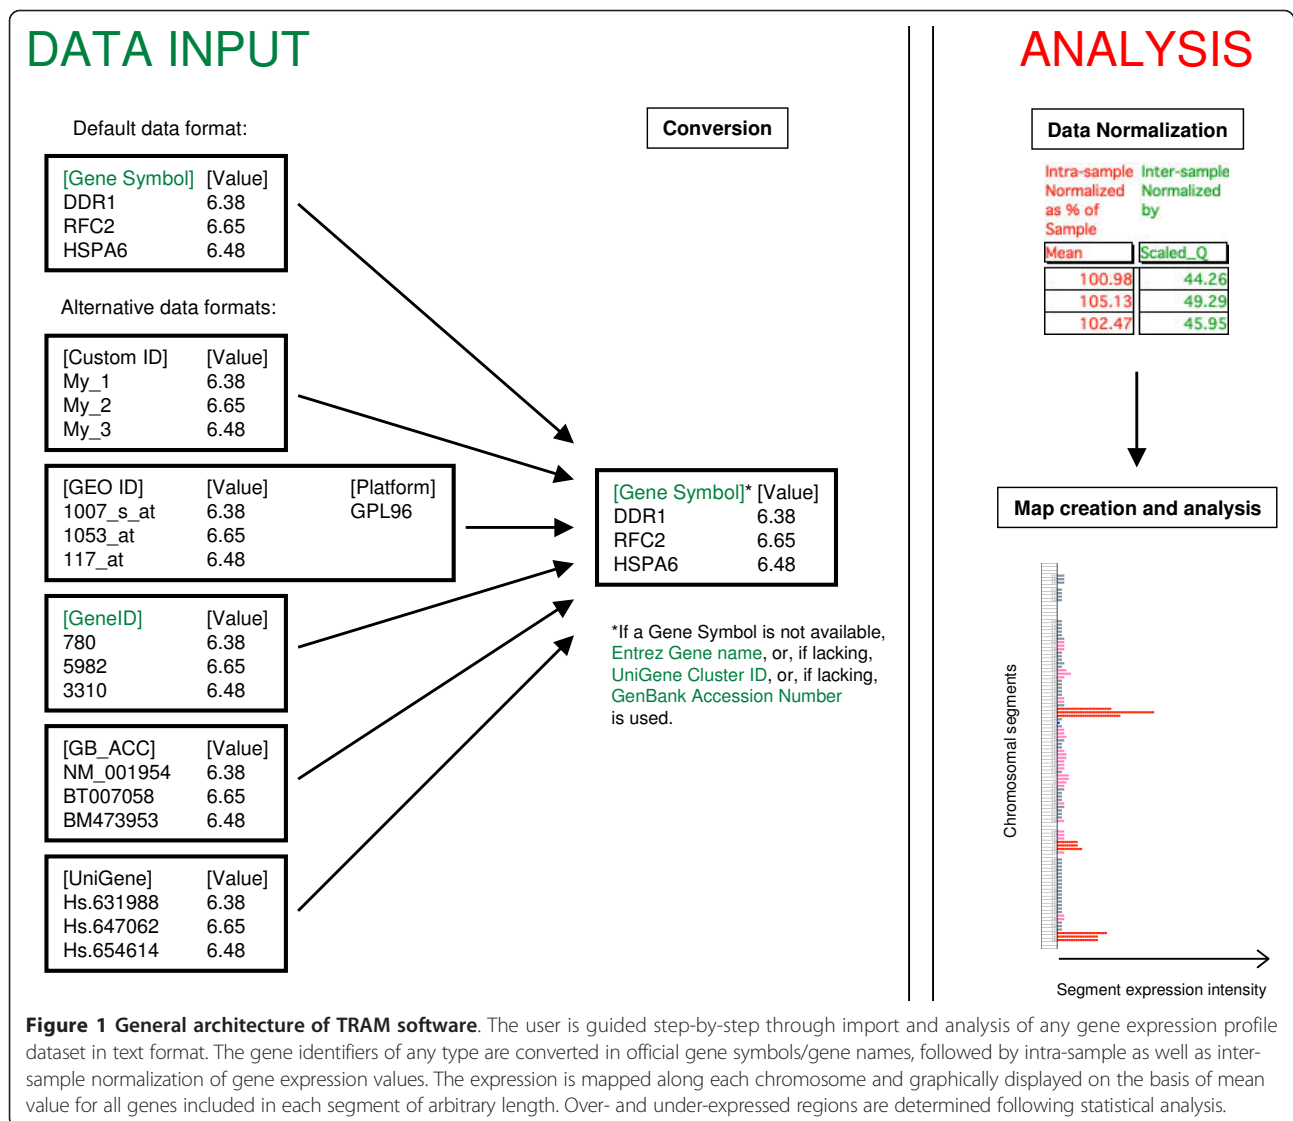 DATA INPUT
Default data format:
[Gene Symbol] [Value]
DDR1 6.38
RFC2 6.65
HSPA6 6.48
Alternative data formats:
[Custom ID] [Value]
My_1 6.38
My_2 6.65
My_3 6.48
[GEO ID] [Value] [Platform]
1007_s_at 6.38 GPL96
1053_at 6.65
117_at 6.48
[GeneID] [Value]
780 6.38
5982 6.65
3310 6.48
[GB_ACC] [Value]
NM_001954 6.38
BT007058 6.65
BM473953 6.48
[UniGene] [Value]
Hs.631988 6.38
Hs.647062 6.65
Hs.654614 6.48
Conversion
[Gene Symbol]* [Value]
DDR1 6.38
RFC2 6.65
HSPA6 6.48
*If a Gene Symbol is not available,
Entrez Gene name, or, if lacking,
UniGene Cluster ID, or, if lacking,
GenBank Accession Number
is used.
ANALYSIS
Data Normalization
Intra-sample Inter-sample
Normalized Normalized
as % of by
Sample
Mean Scaled_Q
100.98 44.26
105.13 49.29
102.47 45.95
Map creation and analysis
Chromosomal segments
Segment expression intensity
Figure 1 General architecture of TRAM software. The user is guided step-by-step through import and analysis of any gene expression profile
dataset in text format. The gene identifiers of any type are converted in official gene symbols/gene names, followed by intra-sample as well as inter-
sample normalization of gene expression values. The expression is mapped along each chromosome and graphically displayed on the basis of mean
value for all genes included in each segment of arbitrary length. Over- and under-expressed regions are determined following statistical analysis.